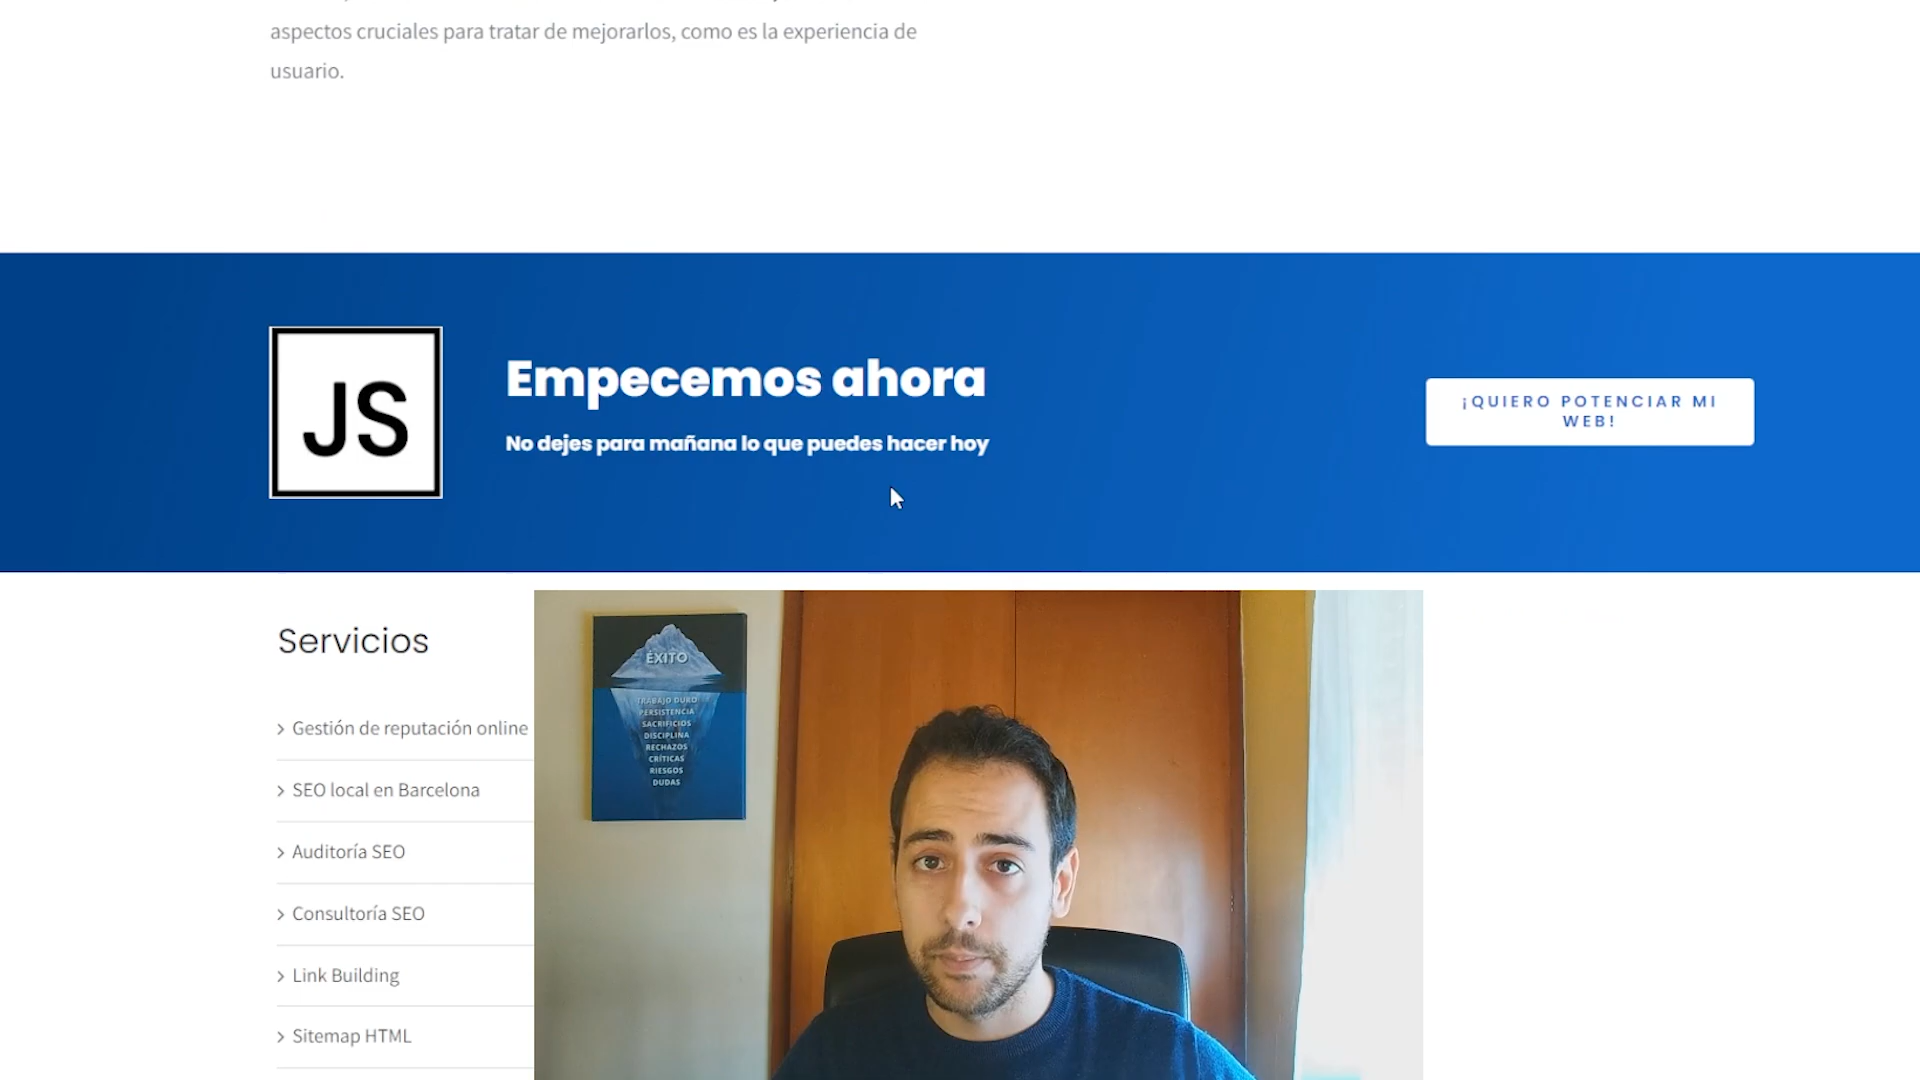 aspectos cruciales para tratar de mejorarlos, como es la experiencia de
usuario.
JS
Empecemos ahora
No dejes para mañana lo que puedes hacer hoy
¡QUIERO POTENCIAR MI
WEB!
Servicios
Gestión de reputación online
SEO local en Barcelona
Auditoría SEO
Consultoría SEO
Link Building
Sitemap HTML
ÉXITO
TRABAJO DURO
PERSISTENCIA
SACRIFICIOS
DISCIPLINA
RECHAZOS
CRÍTICAS
RIESGOS
DUDAS